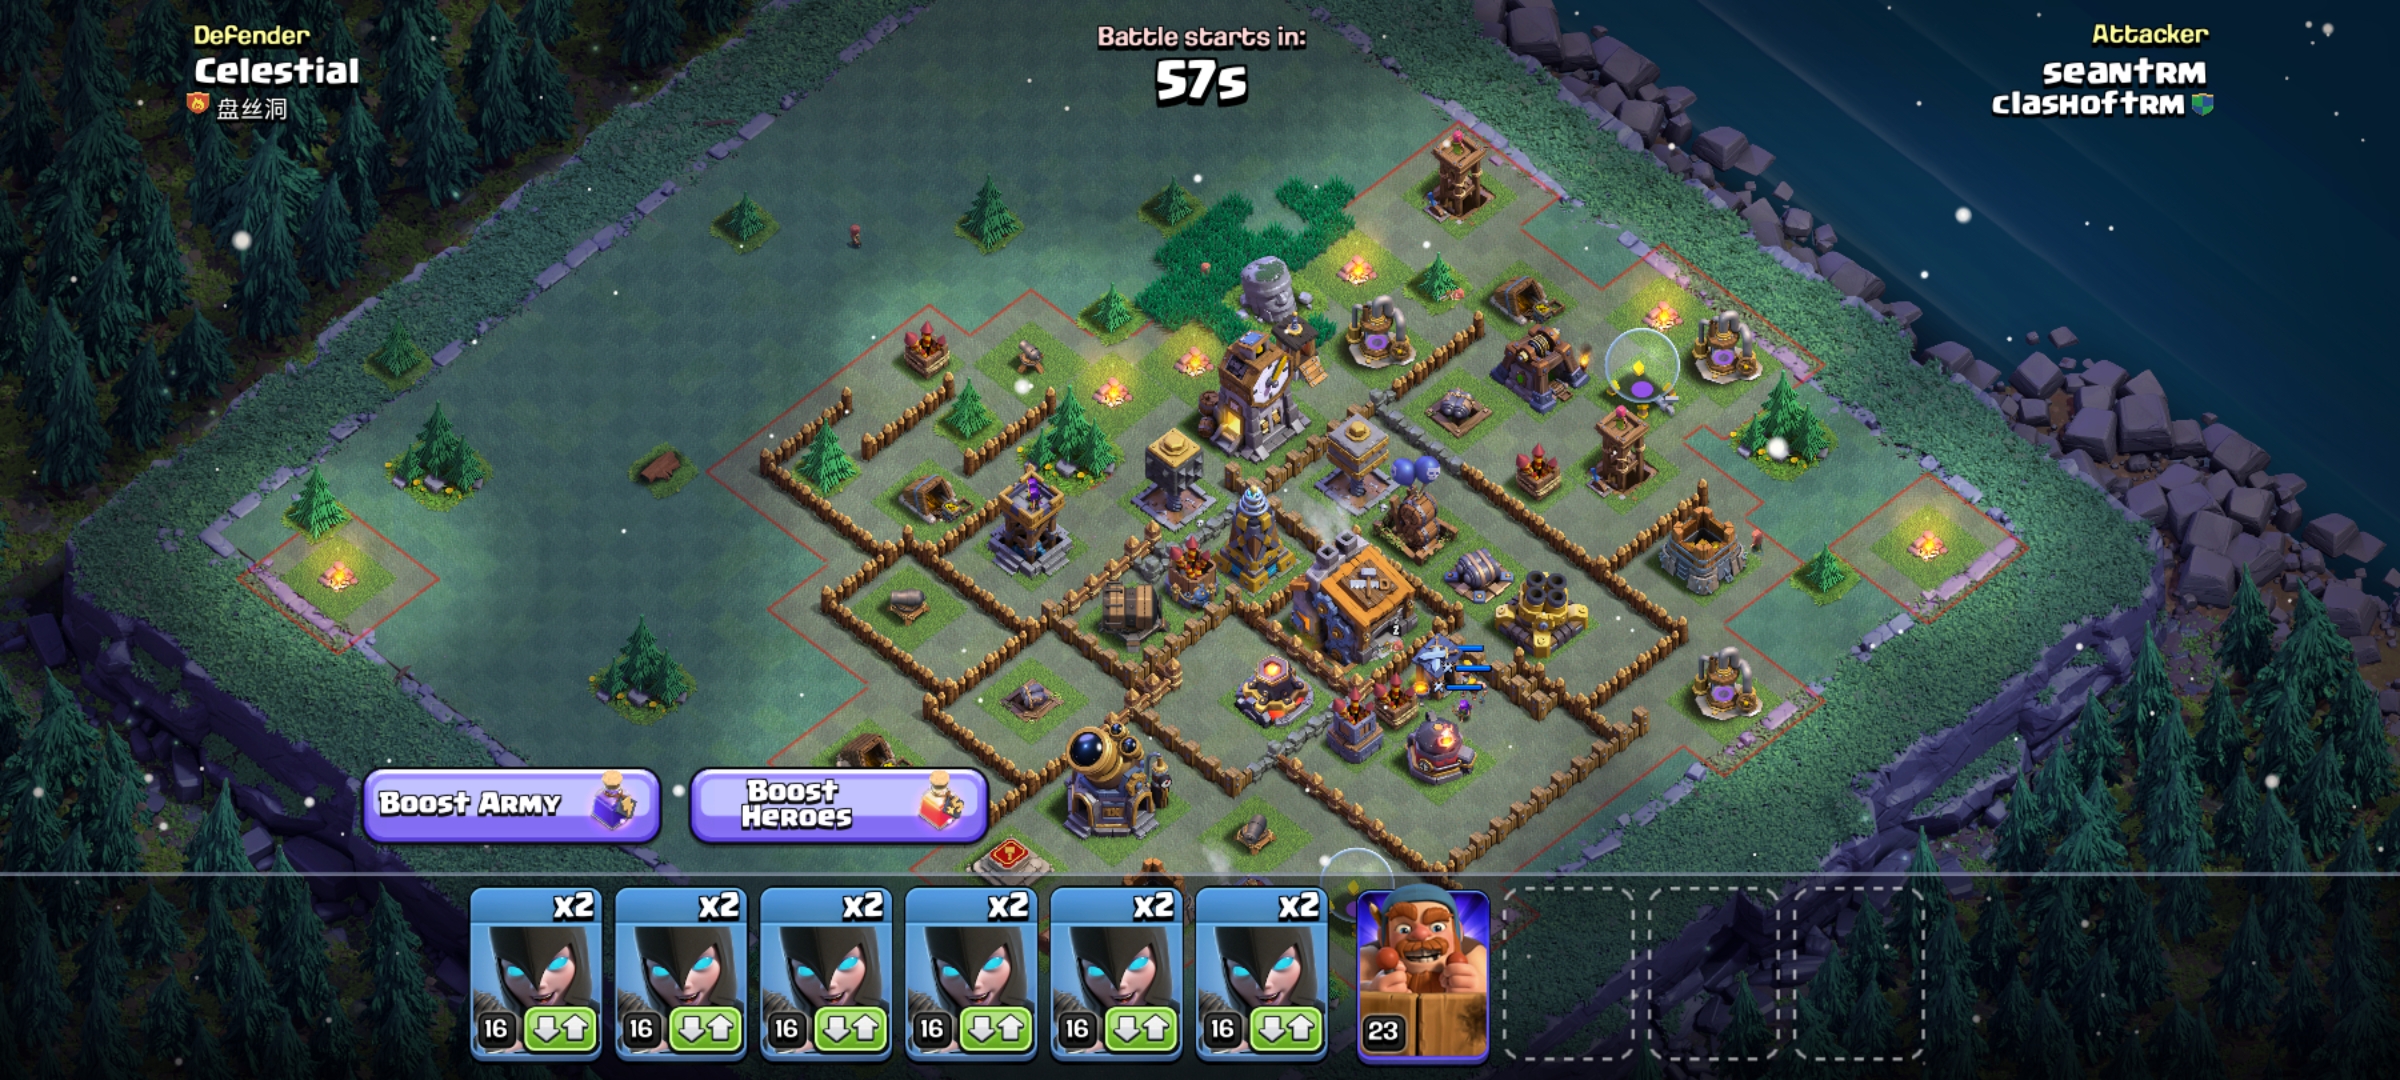 Defender
Celestial
盘丝洞
Battle starts in:
57s
Attacker
seantRM
clashoftRM
Boost Army
Boost
Heroes
x2
x2
x2
x2
x2
x2
16
16
16
16
16
16
23